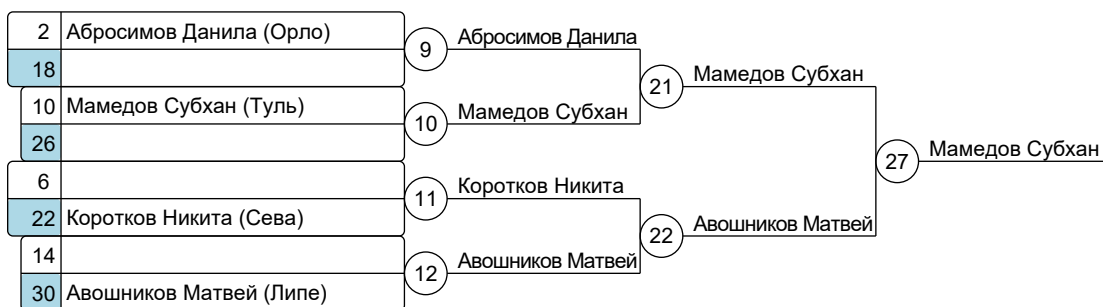 2 Абросимов Данила (Орло)
9 Абросимов Данила
18
21 Мамедов Субхан
10 Мамедов Субхан (Туль)
10 Мамедов Субхан
26
27 Мамедов Субхан
6
11 Коротков Никита
22 Коротков Никита (Сева)
22 Авошников Матвей
14
12 Авошников Матвей
30 Авошников Матвей (Липе)